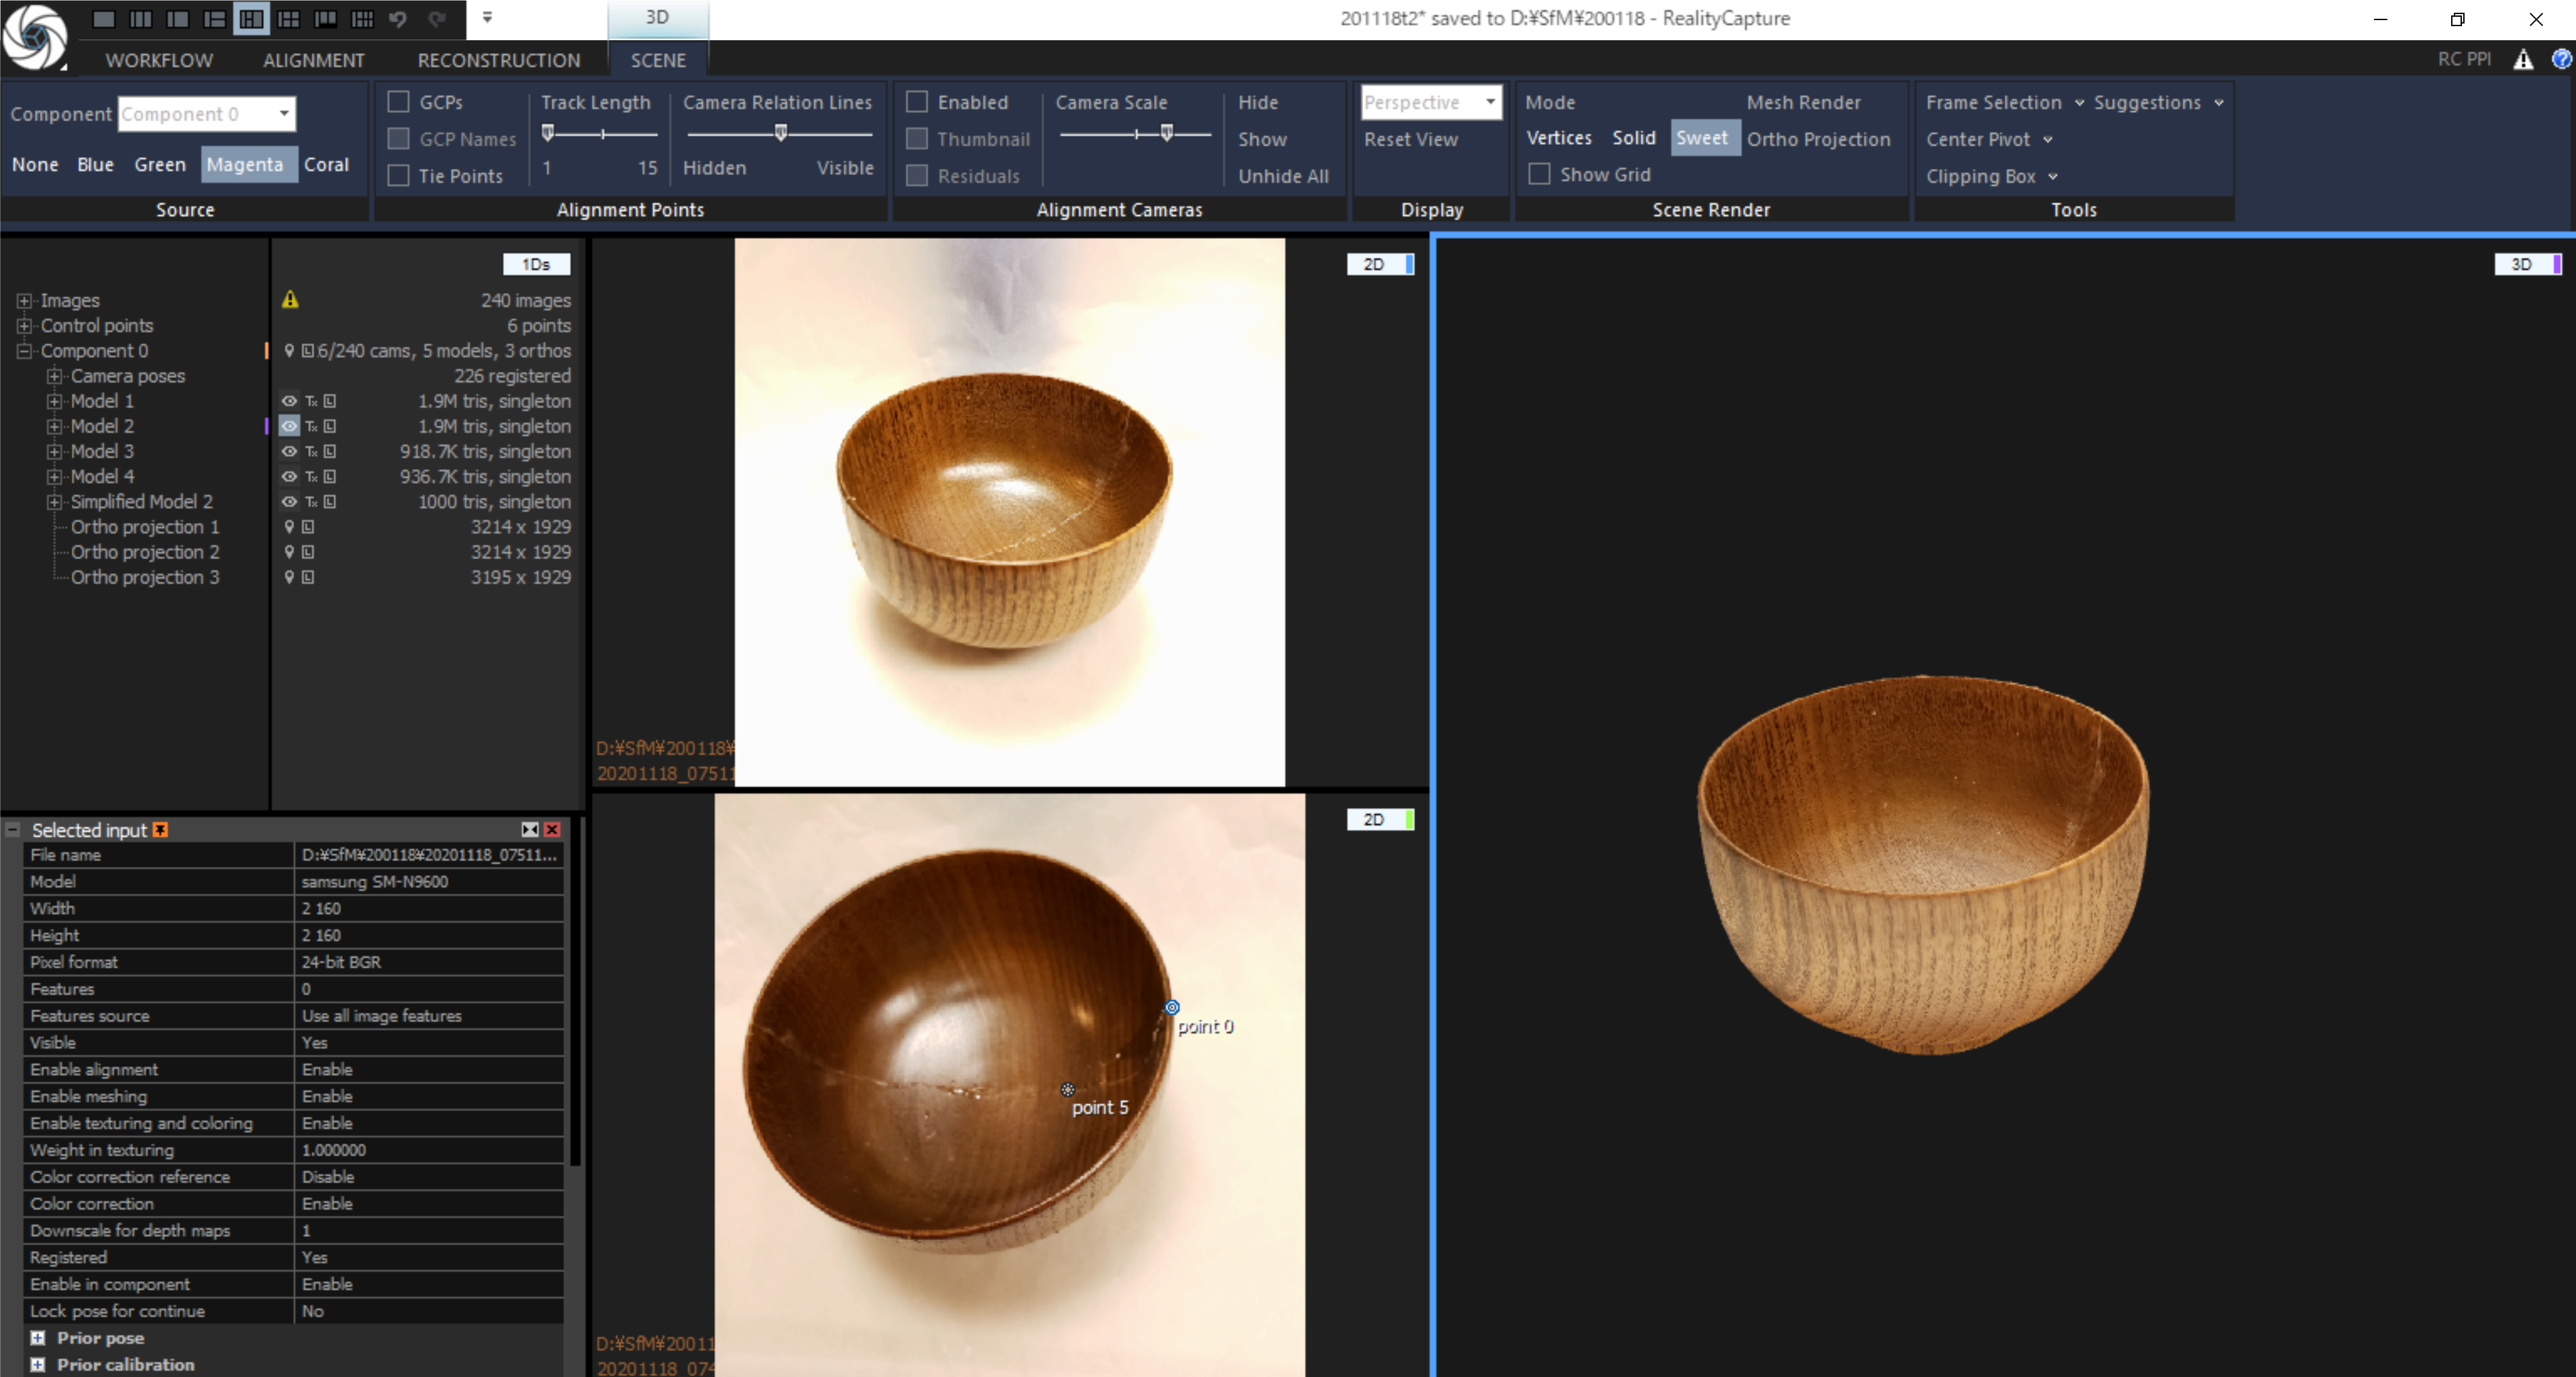 3D
201118t2* saved to D:¥SfM¥200118 - RealityCapture
WORKFLOW ALIGNMENT RECONSTRUCTION SCENE
RC PPI
Component Component 0
None Blue Green Magenta Coral
Source
GCPs
GCP Names
Tie Points
Track Length
1 15
Camera Relation Lines
Hidden Visible
Alignment Points
Enabled
Thumbnail
Residuals
Camera Scale
Hide
Show
Unhide All
Alignment Cameras
Perspective
Reset View
Display
Mode
Vertices Solid Sweet
Show Grid
Mesh Render
Ortho Projection
Scene Render
Frame Selection Suggestions
Center Pivot
Clipping Box
Tools
1Ds
Images 240 images
Control points 6 points
Component 0 6/240 cams, 5 models, 3 orthos
Camera poses 226 registered
Model 1 Tx L 1.9M tris, singleton
Model 2 Tx L 1.9M tris, singleton
Model 3 Tx L 918.7K tris, singleton
Model 4 Tx L 936.7K tris, singleton
Simplified Model 2 Tx L 1000 tris, singleton
Ortho projection 1 L 3214 x 1929
Ortho projection 2 L 3214 x 1929
Ortho projection 3 L 3195 x 1929
2D
D:¥SfM¥200118¥
20201118_07511
2D
point 0
point 5
D:¥SfM¥20011
20201118_074
3D
Selected input
File name D:¥SfM¥200118¥20201118_07511...
Model samsung SM-N9600
Width 2 160
Height 2 160
Pixel format 24-bit BGR
Features 0
Features source Use all image features
Visible Yes
Enable alignment Enable
Enable meshing Enable
Enable texturing and coloring Enable
Weight in texturing 1.000000
Color correction reference Disable
Color correction Enable
Downscale for depth maps 1
Registered Yes
Enable in component Enable
Lock pose for continue No
Prior pose
Prior calibration